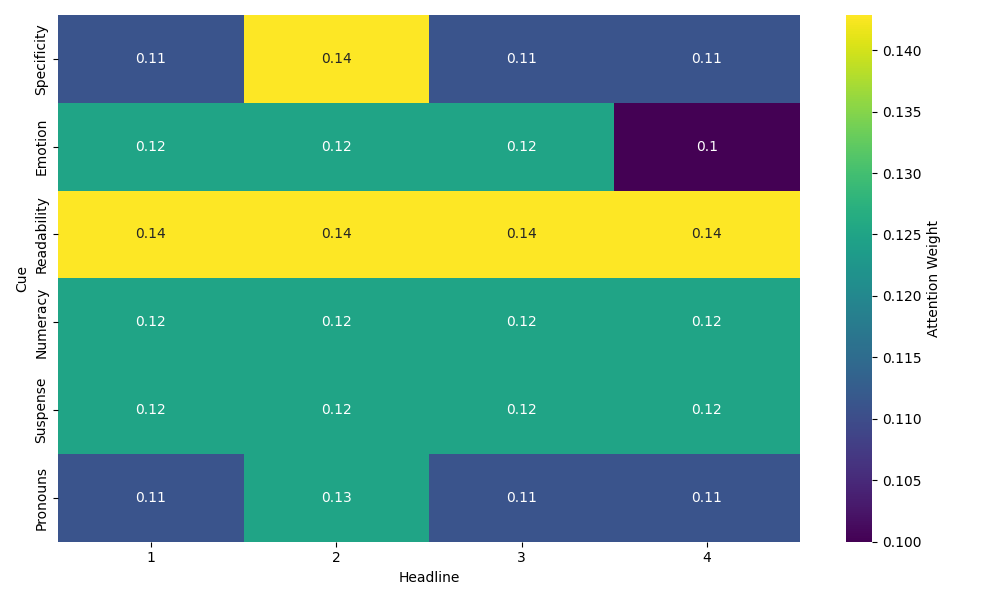 Specificity 0.11 0.14 0.11 0.11 0.140
0.135
Emotion 0.12 0.12 0.12 0.1
0.130
Readability 0.14 0.14 0.14 0.14
0.125
Cue
Attention Weight
0.120
Numeracy 0.12 0.12 0.12 0.12
0.115
Suspense 0.12 0.12 0.12 0.12
0.110
Pronouns 0.11 0.13 0.11 0.11
0.105
0.100
1 2 3 4
Headline